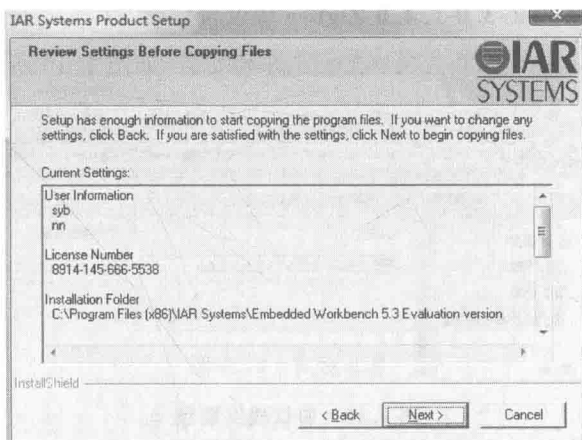 IAR Systems Product Setup
Review Settings Before Copying Files
IAR
SYSTEMS
Setup has enough information to start copying the program files. If you want to change any
settings, click Back. If you are satisfied with the settings, click Next to begin copying files.
Current Settings:
User Information
syb
nn
License Number
8914-145-666-5538
Installation Folder
C:\Program Files (x86)\IAR Systems\Embedded Workbench 5.3 Evaluation version
InstallShield
< Back
Next >
Cancel